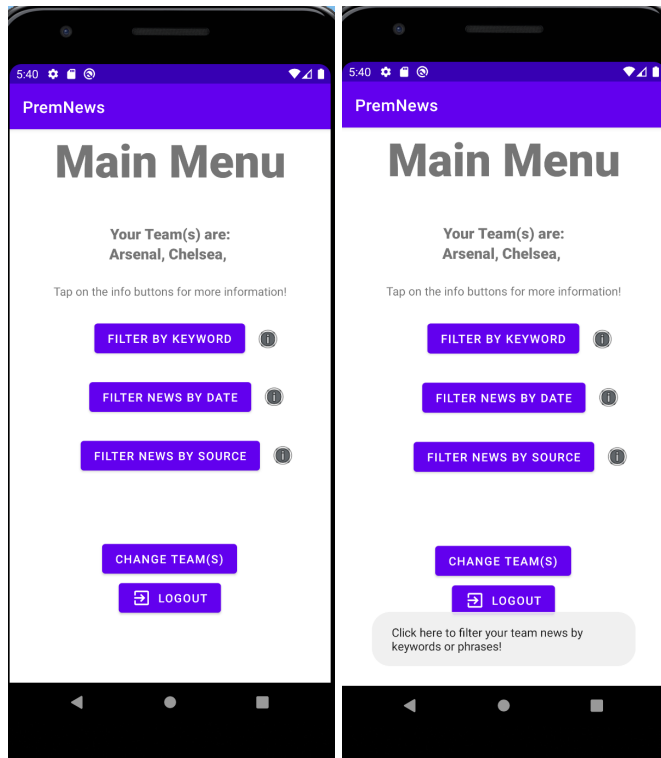 5:40
PremNews
Main Menu
Your Team(s) are:
Arsenal, Chelsea,
Tap on the info buttons for more information!
FILTER BY KEYWORD
FILTER NEWS BY DATE
FILTER NEWS BY SOURCE
CHANGE TEAM(S)
LOGOUT
5:40
PremNews
Main Menu
Your Team(s) are:
Arsenal, Chelsea,
Tap on the info buttons for more information!
FILTER BY KEYWORD
FILTER NEWS BY DATE
FILTER NEWS BY SOURCE
CHANGE TEAM(S)
LOGOUT
Click here to filter your team news by
keywords or phrases!